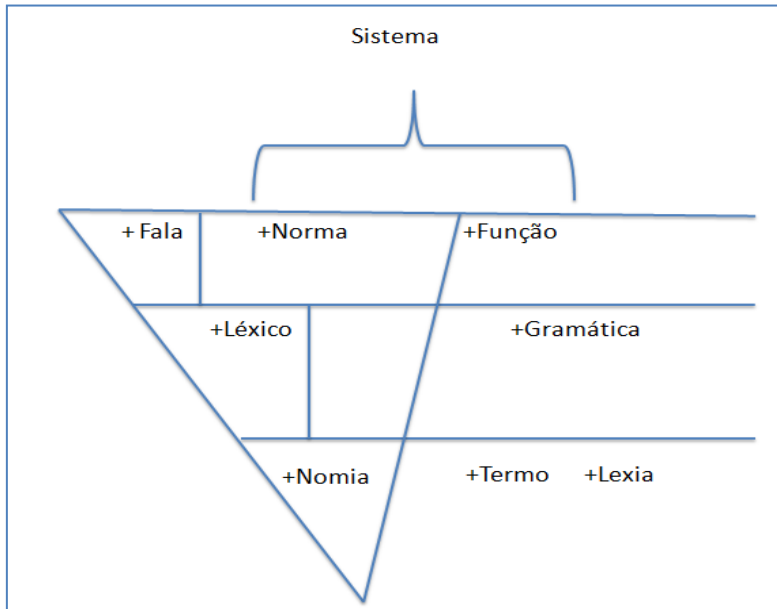 Sistema
+ Fala +Norma +Função
+Léxico +Gramática
+Nomia +Termo +Lexia